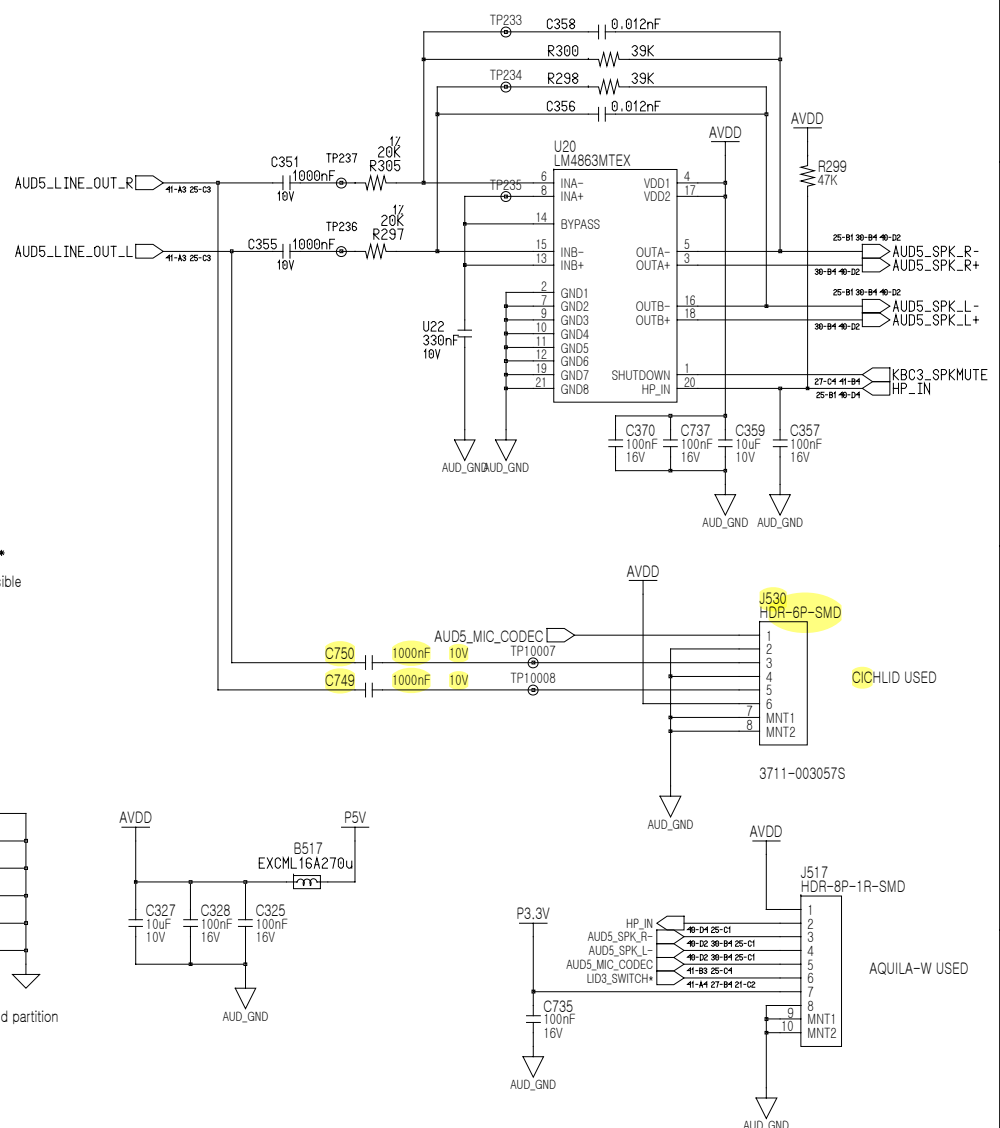 TP233
C358
0.012nF
R300
39K
TP234
R298
39K
C356
0.012nF
AVDD
AVDD
U20
LM4863MTEX
R299
47K
C351
1000nF
10V
TP237
1%
20K
R305
AUD5_LINE_OUT_R
41-A3 25-C3
TP235
6 INA-
8 INA+
14 BYPASS
15 INB-
13 INB+
2 GND1
7 GND2
9 GND3
10 GND4
11 GND5
12 GND6
19 GND7
21 GND8
VDD1 4
VDD2 17
OUTA- 5
OUTA+ 3
OUTB- 16
OUTB+ 18
SHUTDOWN 1
HP_IN 20
TP236
1%
20K
R297
C355
1000nF
10V
AUD5_LINE_OUT_L
41-A3 25-C3
25-B1 30-B4 40-D2
AUD5_SPK_R-
AUD5_SPK_R+
30-B4 40-D2
25-B1 30-B4 40-D2
AUD5_SPK_L-
AUD5_SPK_L+
30-B4 40-D2
KBC3_SPKMUTE
27-C4 41-B4
HP_IN
25-B1 40-D4
U22
330nF
10V
AUD_GND
AUD_GND
C370
100nF
16V
C737
100nF
16V
C359
10uF
10V
C357
100nF
16V
AUD_GND
AUD_GND
*
sible
AVDD
J530
HDR-6P-SMD
AUD5_MIC_CODEC
C750
1000nF
10V
TP10007
C749
1000nF
10V
TP10008
1
2
3
4
5
6
7 MNT1
8 MNT2
CICHLID USED
3711-003057S
AUD_GND
AVDD
P5V
B517
EXCML16A270u
C327
10uF
10V
C328
100nF
16V
C325
100nF
16V
AUD_GND
d partition
AVDD
J517
HDR-8P-1R-SMD
P3.3V
HP_IN
40-D4 25-C1
AUD5_SPK_R-
40-D2 30-B4 25-C1
AUD5_SPK_L-
40-D2 30-B4 25-C1
AUD5_MIC_CODEC
41-B3 25-C4
LID3_SWITCH*
41-A4 27-B4 21-C2
1
2
3
4
5
6
7
8
9 MNT1
10 MNT2
AQUILA-W USED
C735
100nF
16V
AUD_GND
AUD_GND